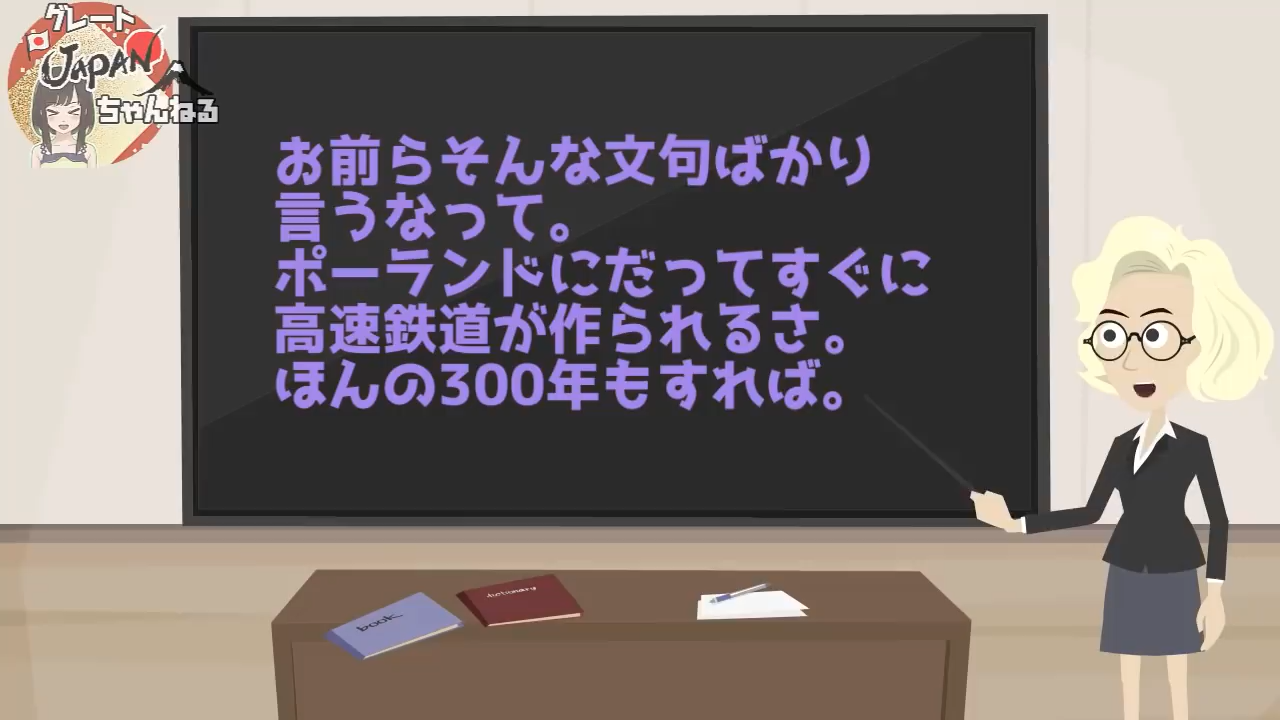 グレート
JAPAN
ちゃんねる
お前らそんな文句ばかり
言うなって。
ポーランドにだってすぐに
高速鉄道が作られるさ。
ほんの300年もすれば。
book
dictionary